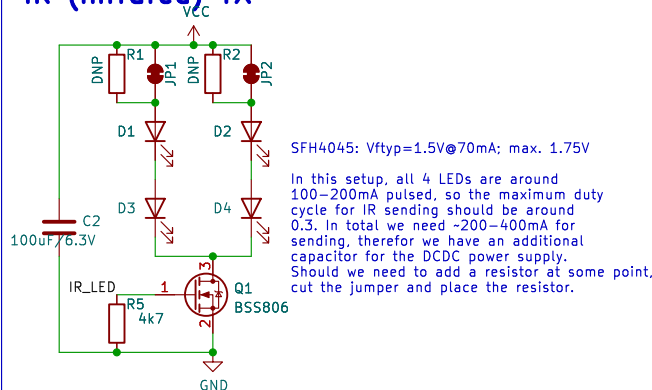 IR (Infrared) TX
VCC
R1
DNP
JP1
R2
DNP
JP2
D1
D2
D3
D4
C2
100uF/6.3V
IR_LED
1
3
2
Q1
BSS806
R5
4k7
GND
SFH4045: Vftyp=1.5V@70mA; max. 1.75V
In this setup, all 4 LEDs are around
100-200mA pulsed, so the maximum duty
cycle for IR sending should be around
0.3. In total we need ~200-400mA for
sending, therefor we have an additional
capacitor for the DCDC power supply.
Should we need to add a resistor at some point,
cut the jumper and place the resistor.